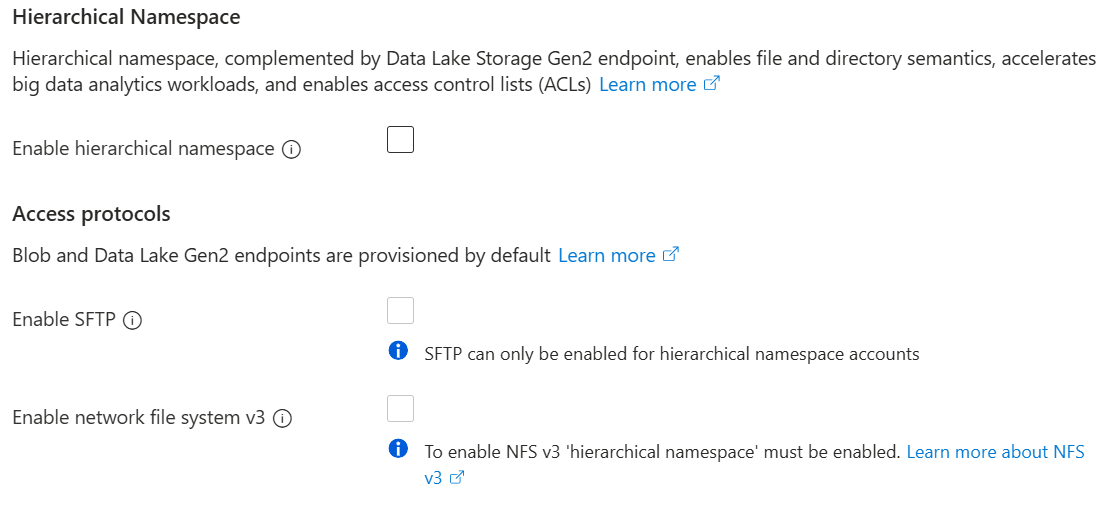 Hierarchical Namespace
Hierarchical namespace, complemented by Data Lake Storage Gen2 endpoint, enables file and directory semantics, accelerates
big data analytics workloads, and enables access control lists (ACLs) Learn more
Enable hierarchical namespace
Access protocols
Blob and Data Lake Gen2 endpoints are provisioned by default Learn more
Enable SFTP
SFTP can only be enabled for hierarchical namespace accounts
Enable network file system v3
To enable NFS v3 'hierarchical namespace' must be enabled. Learn more about NFS
v3